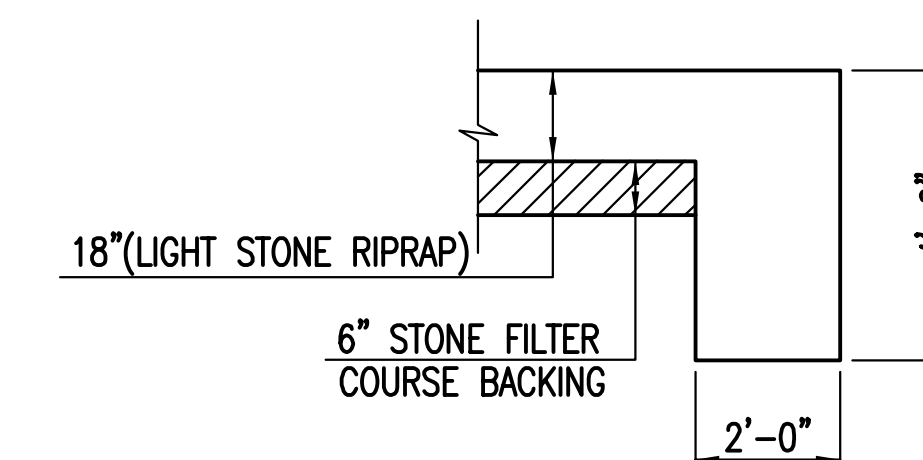 18"(LIGHT STONE RIPRAP)
6" STONE FILTER
COURSE BACKING
2'-0"